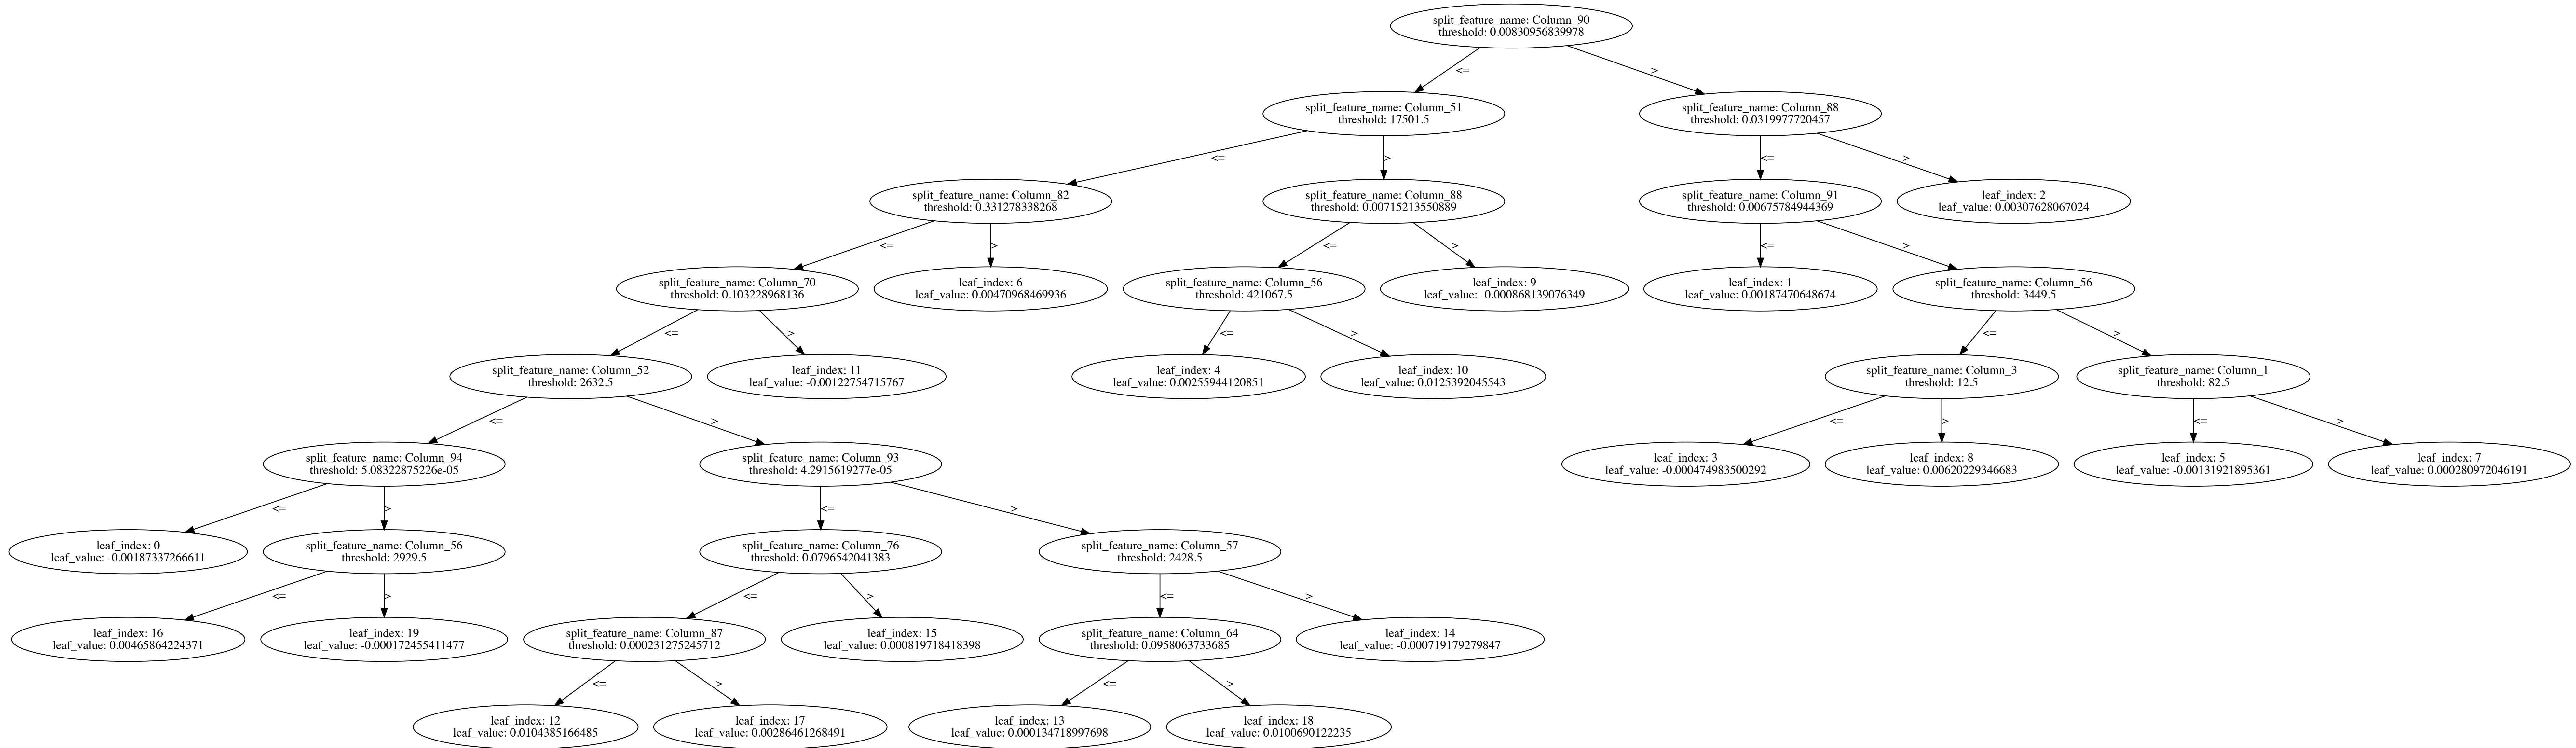 split_feature_name: Column_90
threshold: 0.00830956839978
<=
>
split_feature_name: Column_51
threshold: 17501.5
split_feature_name: Column_88
threshold: 0.0319977720457
<=
>
<=
>
split_feature_name: Column_82
threshold: 0.331278338268
split_feature_name: Column_88
threshold: 0.00715213550889
split_feature_name: Column_91
threshold: 0.00675784944369
leaf_index: 2
leaf_value: 0.00307628067024
<=
>
<=
>
<=
>
split_feature_name: Column_70
threshold: 0.103228968136
leaf_index: 6
leaf_value: 0.00470968469936
split_feature_name: Column_56
threshold: 421067.5
leaf_index: 9
leaf_value: -0.000868139076349
leaf_index: 1
leaf_value: 0.00187470648674
split_feature_name: Column_56
threshold: 3449.5
<=
>
<=
>
<=
>
split_feature_name: Column_52
threshold: 2632.5
leaf_index: 11
leaf_value: -0.00122754715767
leaf_index: 4
leaf_value: 0.00255944120851
leaf_index: 10
leaf_value: 0.0125392045543
split_feature_name: Column_3
threshold: 12.5
split_feature_name: Column_1
threshold: 82.5
<=
>
<=
>
<=
>
split_feature_name: Column_94
threshold: 5.08322875226e-05
split_feature_name: Column_93
threshold: 4.2915619277e-05
leaf_index: 3
leaf_value: -0.000474983500292
leaf_index: 8
leaf_value: 0.00620229346683
leaf_index: 5
leaf_value: -0.00131921895361
leaf_index: 7
leaf_value: 0.000280972046191
<=
>
<=
>
leaf_index: 0
leaf_value: -0.00187337266611
split_feature_name: Column_56
threshold: 2929.5
split_feature_name: Column_76
threshold: 0.0796542041383
split_feature_name: Column_57
threshold: 2428.5
<=
>
<=
>
<=
>
leaf_index: 16
leaf_value: 0.00465864224371
leaf_index: 19
leaf_value: -0.000172455411477
split_feature_name: Column_87
threshold: 0.000231275245712
leaf_index: 15
leaf_value: 0.000819718418398
split_feature_name: Column_64
threshold: 0.0958063733685
leaf_index: 14
leaf_value: -0.000719179279847
<=
>
<=
>
leaf_index: 12
leaf_value: 0.0104385166485
leaf_index: 17
leaf_value: 0.00286461268491
leaf_index: 13
leaf_value: 0.000134718997698
leaf_index: 18
leaf_value: 0.0100690122235